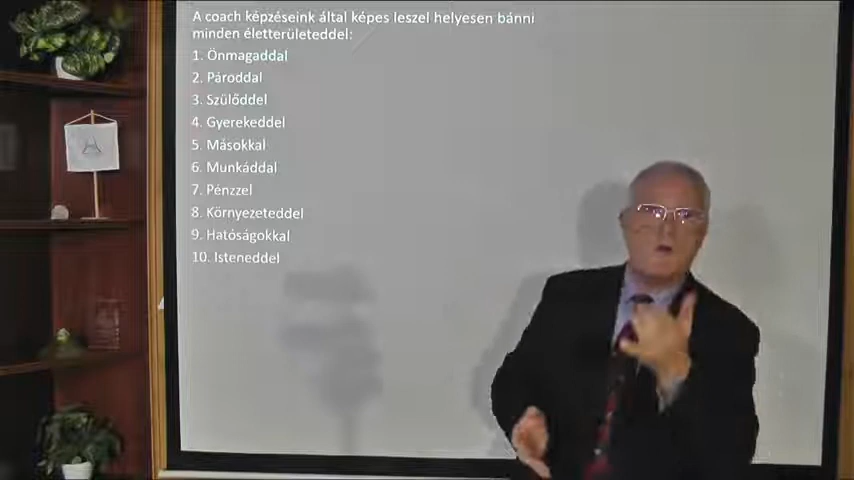 A coach képzéseink által képes leszel helyesen bánni
minden életterületeddel:
1. Önmagaddal
2. Pároddal
3. Szülőddel
4. Gyerekeddel
5. Másokkal
6. Munkáddal
7. Pénzzel
8. Környezeteddel
9. Hatóságokkal
10. Isteneddel